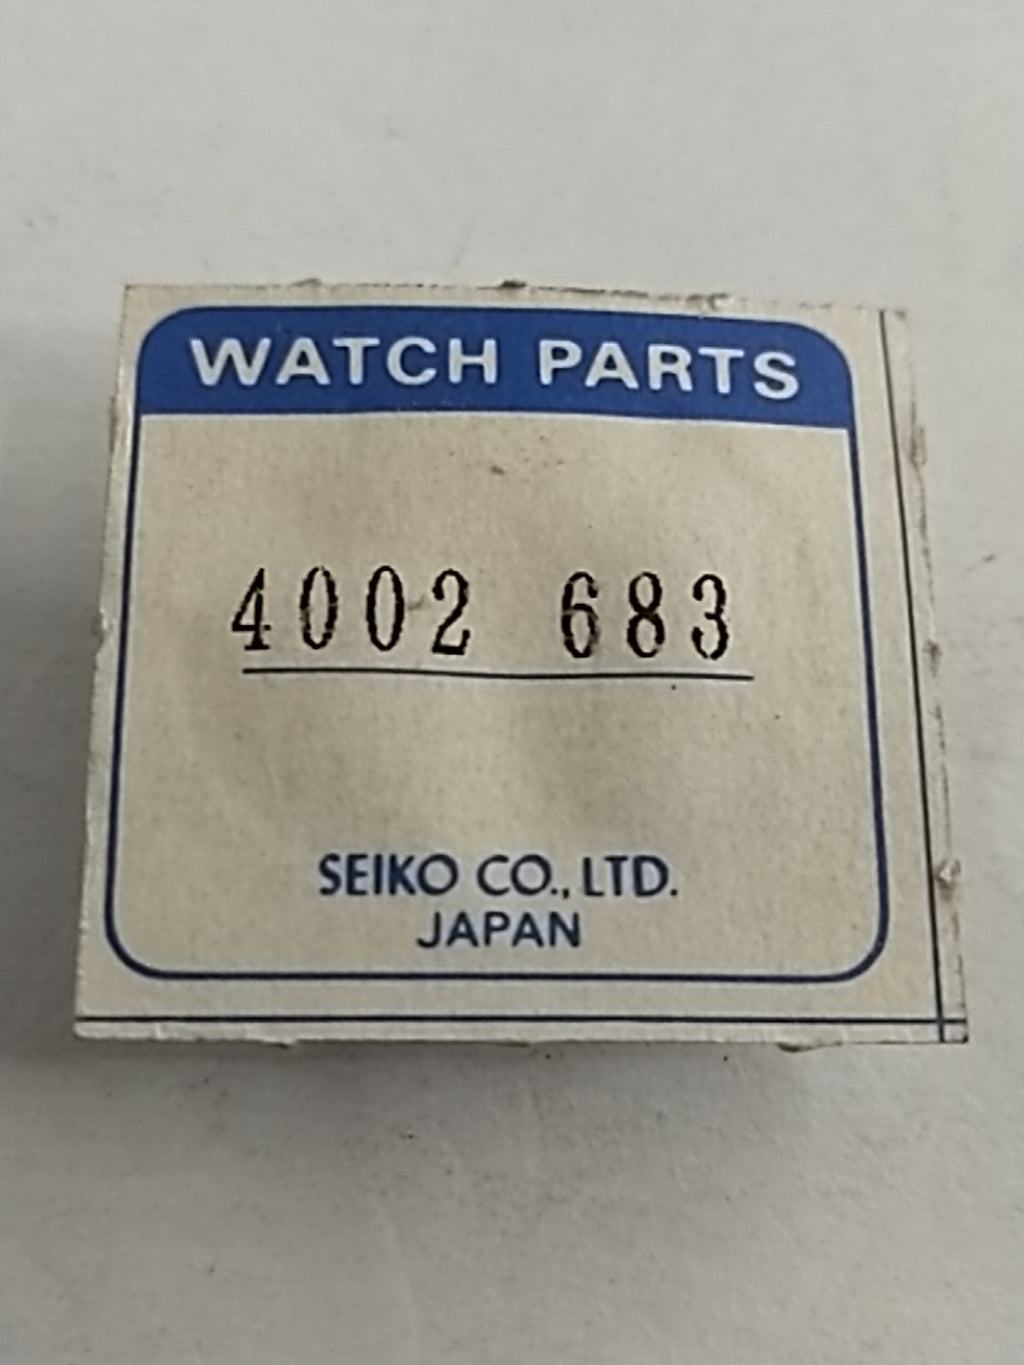 WATCH PARTS
4002 683
SEIKO CO., LTD.
JAPAN